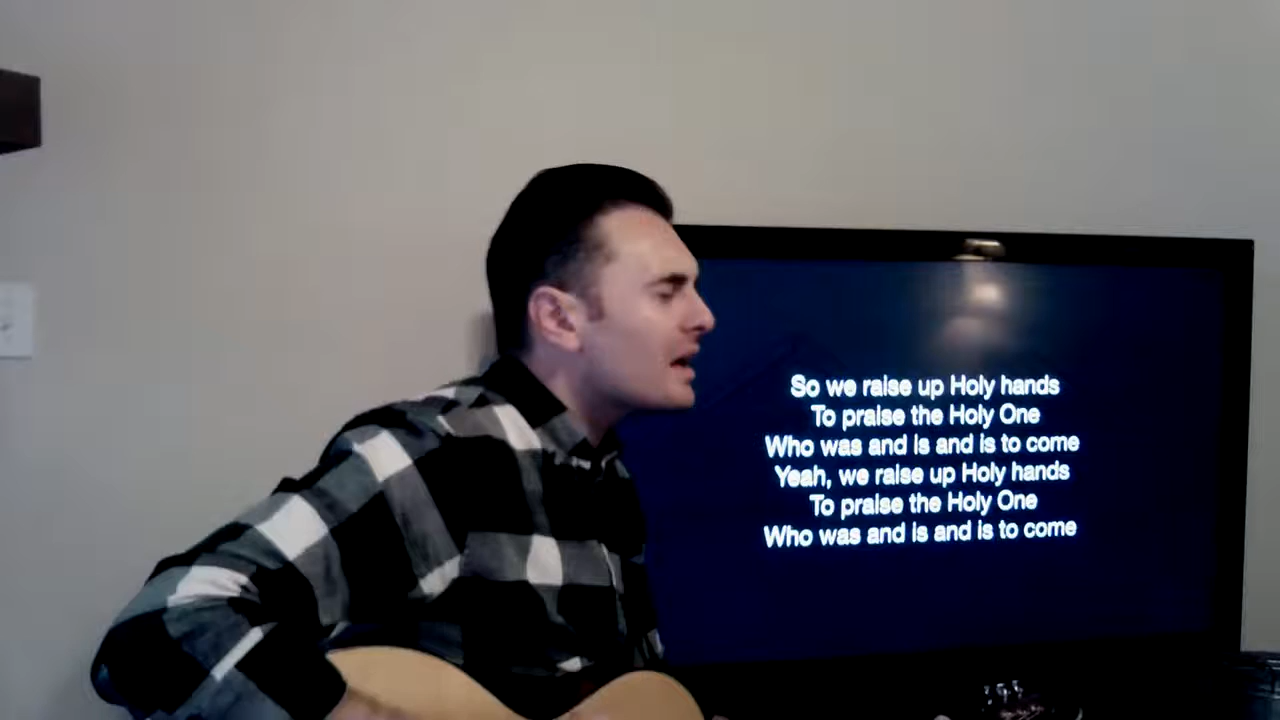 So we raise up Holy hands
To praise the Holy One
Who was and is and is to come
Yeah, we raise up Holy hands
To praise the Holy One
Who was and is and is to come